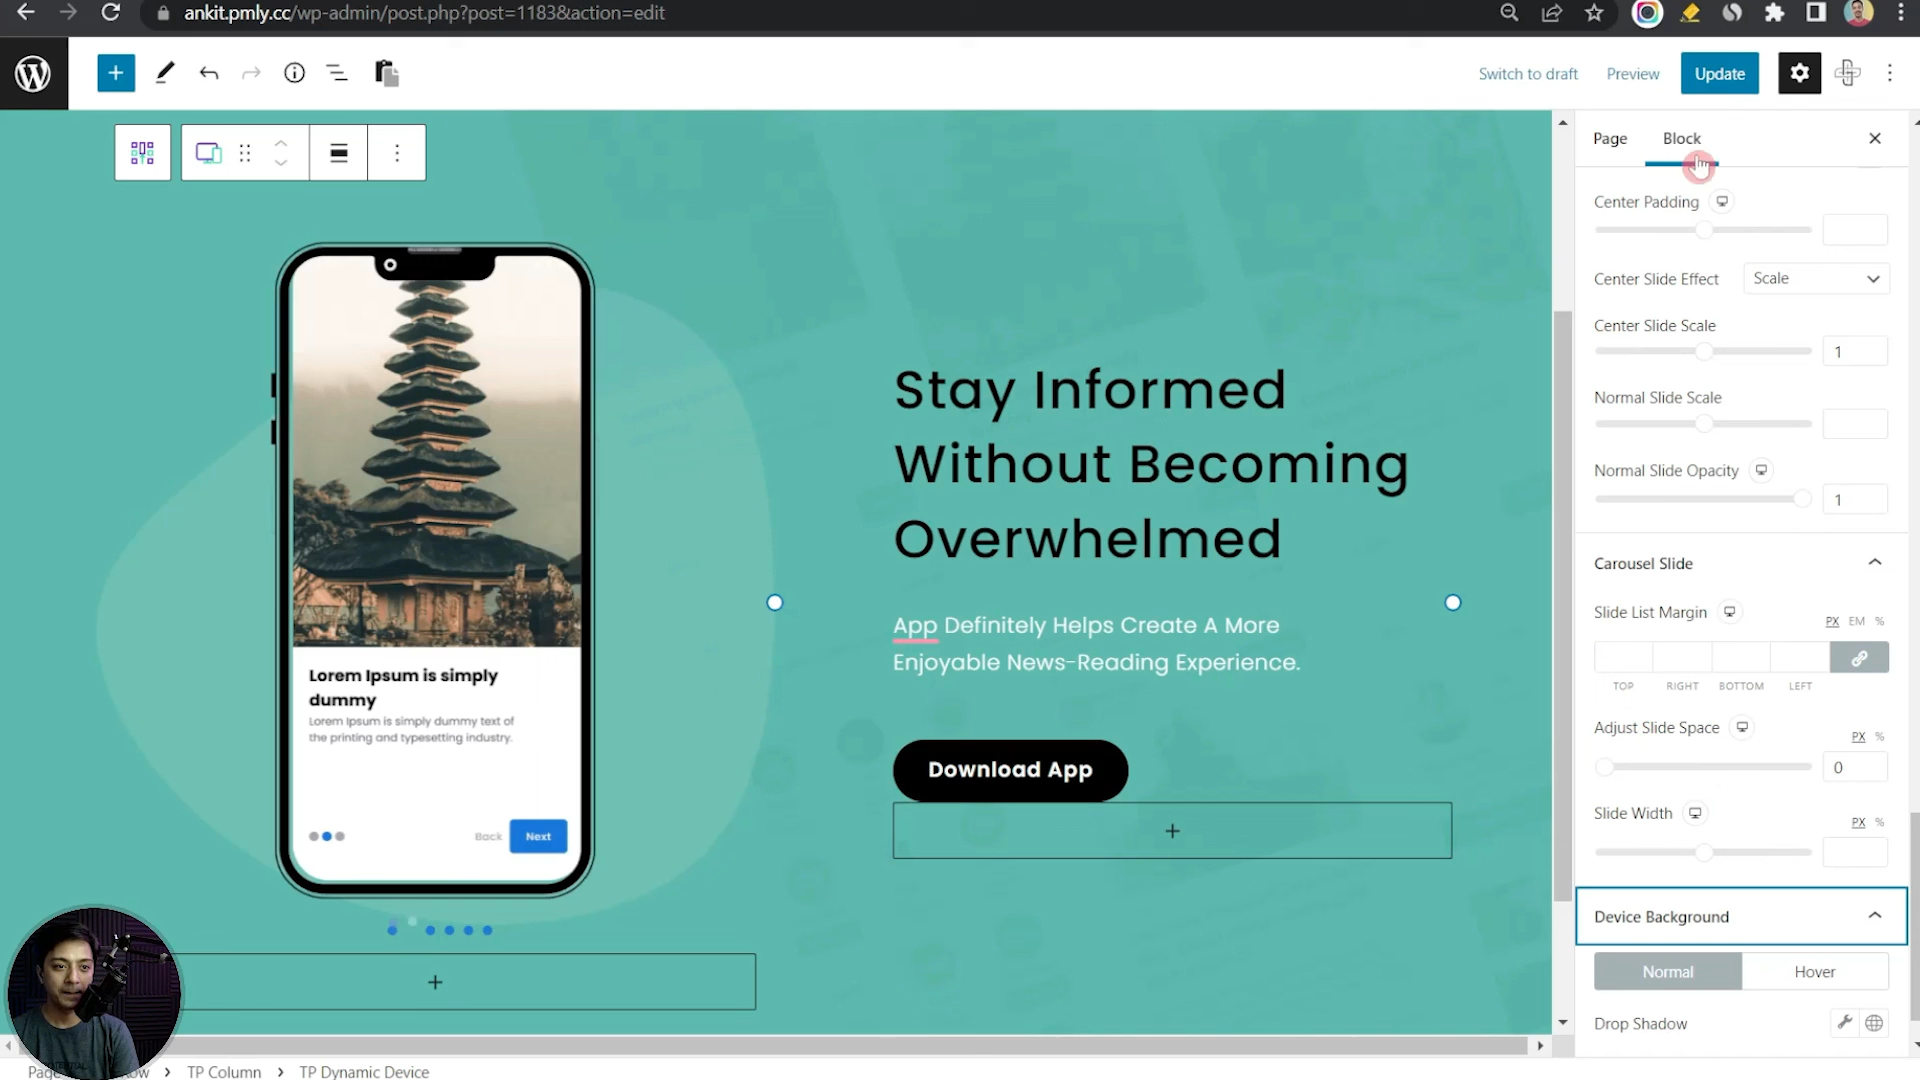 ankit.pmly.cc/wp-admin/post.php?post=1183&action=edit
Switch to draft
Preview
Update
Page
Block
Center Padding
Center Slide Effect
Scale
Center Slide Scale
1
Normal Slide Scale
Normal Slide Opacity
1
Carousel Slide
Slide List Margin
PX EM %
TOP RIGHT BOTTOM LEFT
Adjust Slide Space
PX %
0
Slide Width
PX %
Device Background
Normal
Hover
Drop Shadow
Stay Informed
Without Becoming
Overwhelmed
App Definitely Helps Create A More
Enjoyable News-Reading Experience.
Download App
Lorem Ipsum is simply
dummy
Lorem Ipsum is simply dummy text of
the printing and typesetting industry.
Back
Next
TP Column
TP Dynamic Device